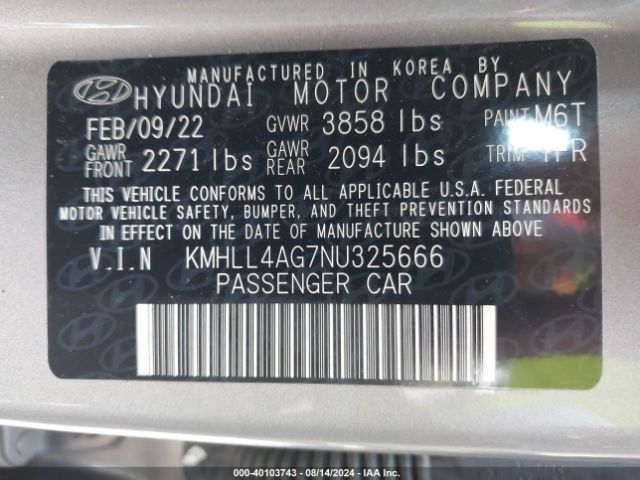 MANUFACTURED IN KOREA BY
HYUNDAI MOTOR COMPANY
FEB/09/22 GVWR 3858 lbs PAINT M6T
GAWR FRONT 2271 lbs GAWR REAR 2094 lbs TRIM
THIS VEHICLE CONFORMS TO ALL APPLICABLE U.S.A. FEDERAL
MOTOR VEHICLE SAFETY, BUMPER, AND THEFT PREVENTION STANDARDS
IN EFFECT ON THE DATE OF MANUFACTURE SHOWN ABOVE
V.I.N KMHLL4AG7NU325666
PASSENGER CAR
000-40103743 - 08/14/2024 - IAAI.COM